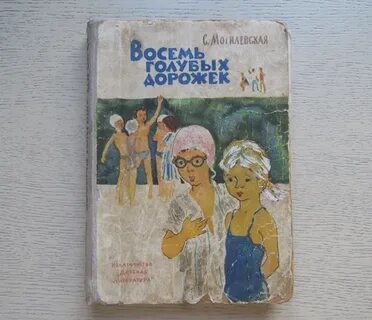 С. Могилевская
Восемь
голубых
дорожек
Издательство
„Детская
литература"